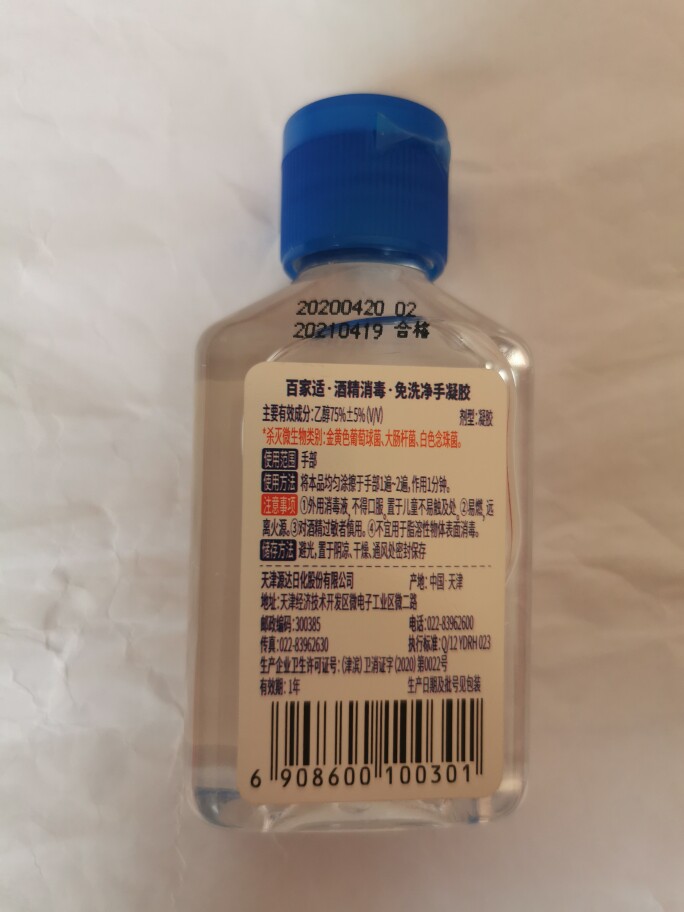 20200420 02
20210419 合格
百家适·酒精消毒·免洗净手凝胶
主要有效成分:乙醇75%±5%(V/V) 剂型:凝胶
*杀灭微生物类别:金黄色葡萄球菌、大肠杆菌、白色念珠菌。
使用范围 手部
使用方法 将本品均匀涂擦于手部1遍~2遍,作用1分钟。
注意事项 ①外用消毒液,不得口服,置于儿童不易触及处,②易燃,远
离火源。③对酒精过敏者慎用。④不宜用于脂溶性物体表面消毒。
储存方法 避光,置于阴凉、干燥、通风处密封保存
天津源达日化股份有限公司 产地:中国·天津
地址:天津经济技术开发区微电子工业区微二路
邮政编码:300385 电话:022-83962600
传真:022-83962630 执行标准:Q/12 YDRH 023
生产企业卫生许可证号:(津滨)卫消证字(2020)第0022号
有效期:1年 生产日期及批号见包装
6 908600 100301